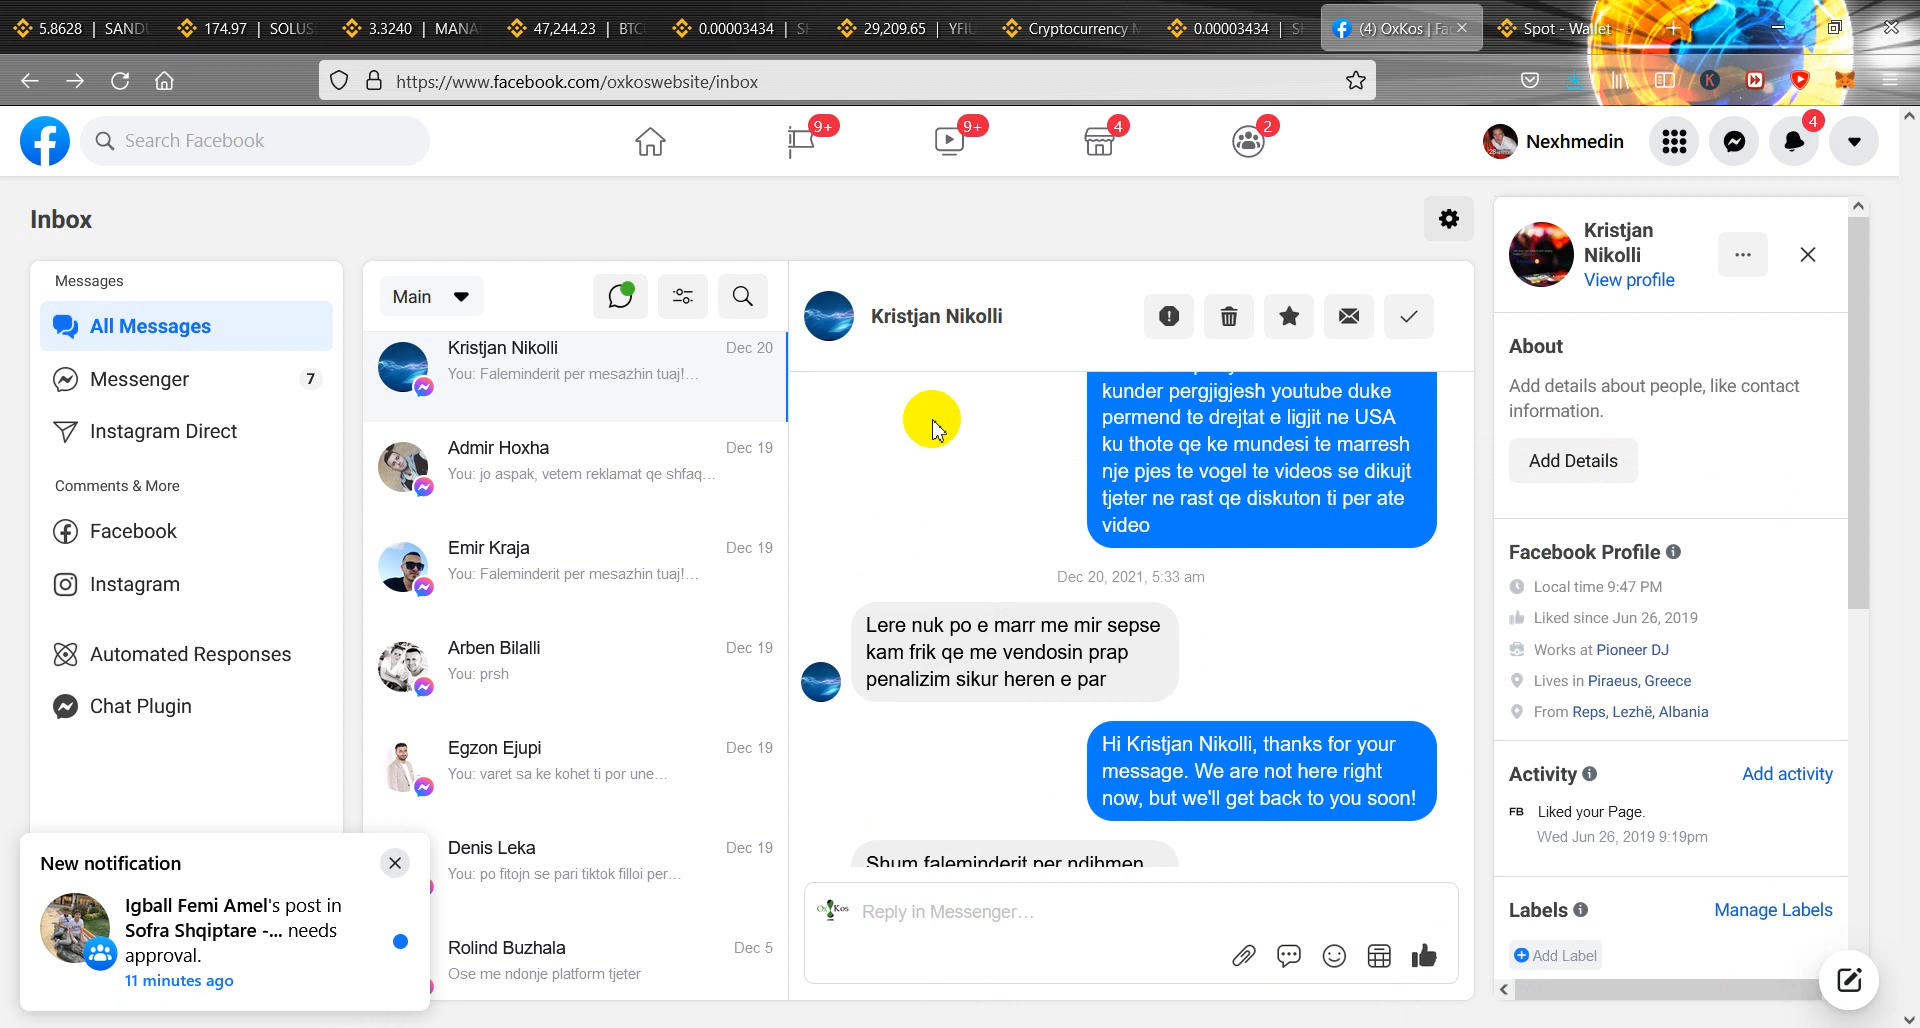 5.8628 | SAND
174.97 | SOLUS
3.3240 | MANA
47,244.23 | BTC
0.00003434 | S
29,209.65 | YFI
Cryptocurrency M
0.00003434 | S
(4) OxKos | Fac
Spot - Wallet
https://www.facebook.com/oxkoswebsite/inbox
Search Facebook
9+
9+
4
2
Nexhmedin
4
Inbox
Messages
All Messages
Messenger 7
Instagram Direct
Comments & More
Facebook
Instagram
Automated Responses
Chat Plugin
New notification
Igball Femi Amel's post in
Sofra Shqiptare -... needs
approval.
11 minutes ago
Main
Kristjan Nikolli Dec 20
You: Faleminderit per mesazhin tuaj!...
Admir Hoxha Dec 19
You: jo aspak, vetem reklamat qe shfaq...
Emir Kraja Dec 19
You: Faleminderit per mesazhin tuaj!...
Arben Bilalli Dec 19
You: prsh
Egzon Ejupi Dec 19
You: varet sa ke kohet ti por une...
Denis Leka Dec 19
You: po fitojn se pari tiktok filloi per...
Rolind Buzhala Dec 5
Ose me ndonje platform tjeter
Kristjan Nikolli
kunder pergjigjesh youtube duke
permend te drejtat e ligjit ne USA
ku thote qe ke mundesi te marresh
nje pjes te vogel te videos se dikujt
tjeter ne rast qe diskuton ti per ate
video
Dec 20, 2021, 5:33 am
Lere nuk po e marr me mir sepse
kam frik qe me vendosin prap
penalizim sikur heren e par
Hi Kristjan Nikolli, thanks for your
message. We are not here right
now, but we'll get back to you soon!
Shum faleminderit per ndihmen
OxKos
Reply in Messenger...
Kristjan
Nikolli
View profile
About
Add details about people, like contact
information.
Add Details
Facebook Profile
Local time 9:47 PM
Liked since Jun 26, 2019
Works at Pioneer DJ
Lives in Piraeus, Greece
From Reps, Lezhë, Albania
Activity Add activity
FB Liked your Page.
Wed Jun 26, 2019 9:19pm
Labels Manage Labels
Add Label